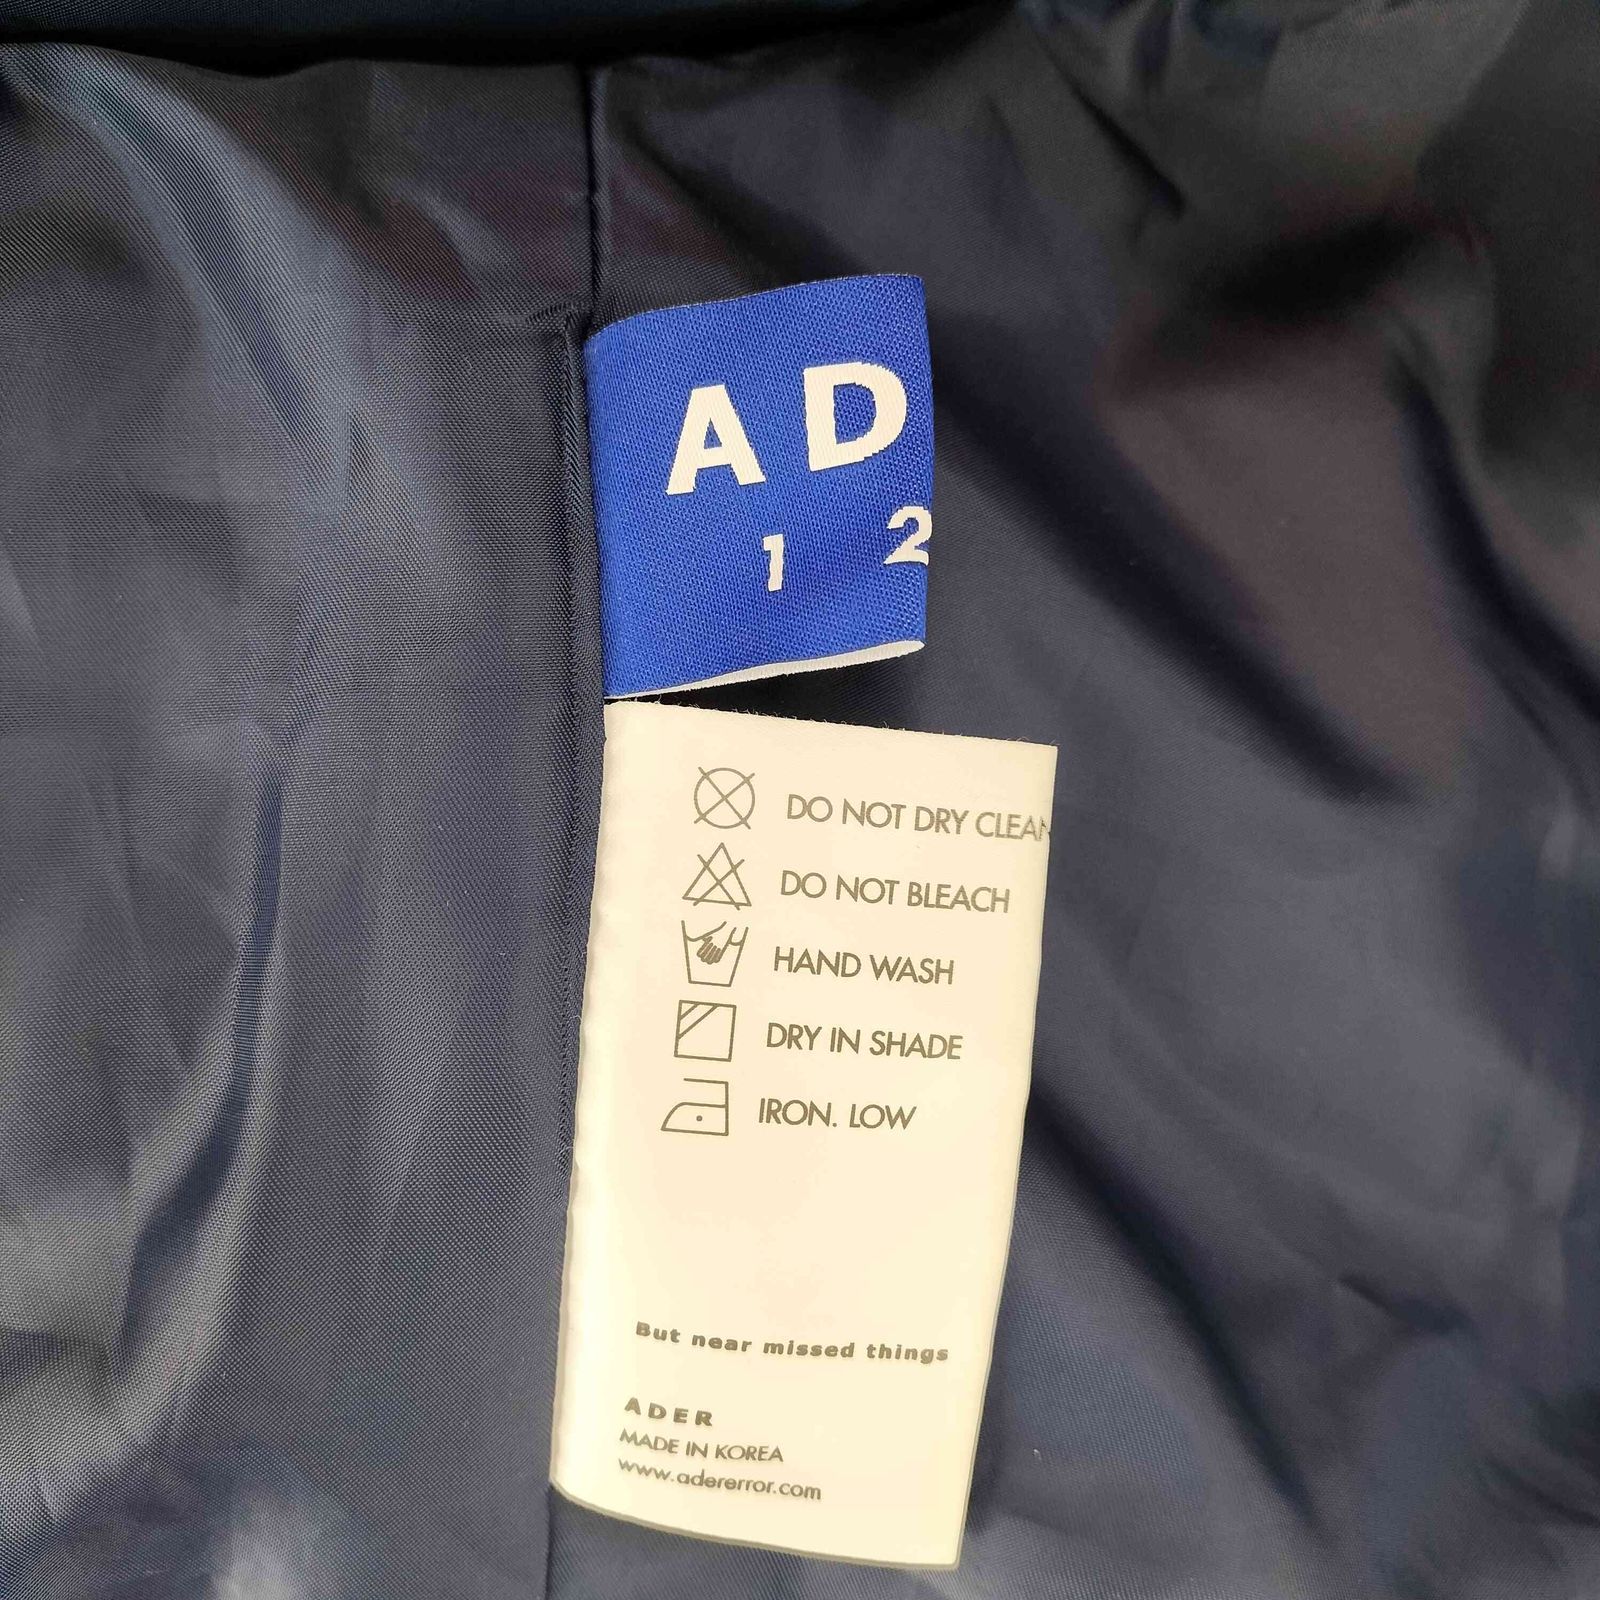 AD
1 2
DO NOT DRY CLEAN
DO NOT BLEACH
HAND WASH
DRY IN SHADE
IRON. LOW
But near missed things
ADER
MADE IN KOREA
www.adererror.com